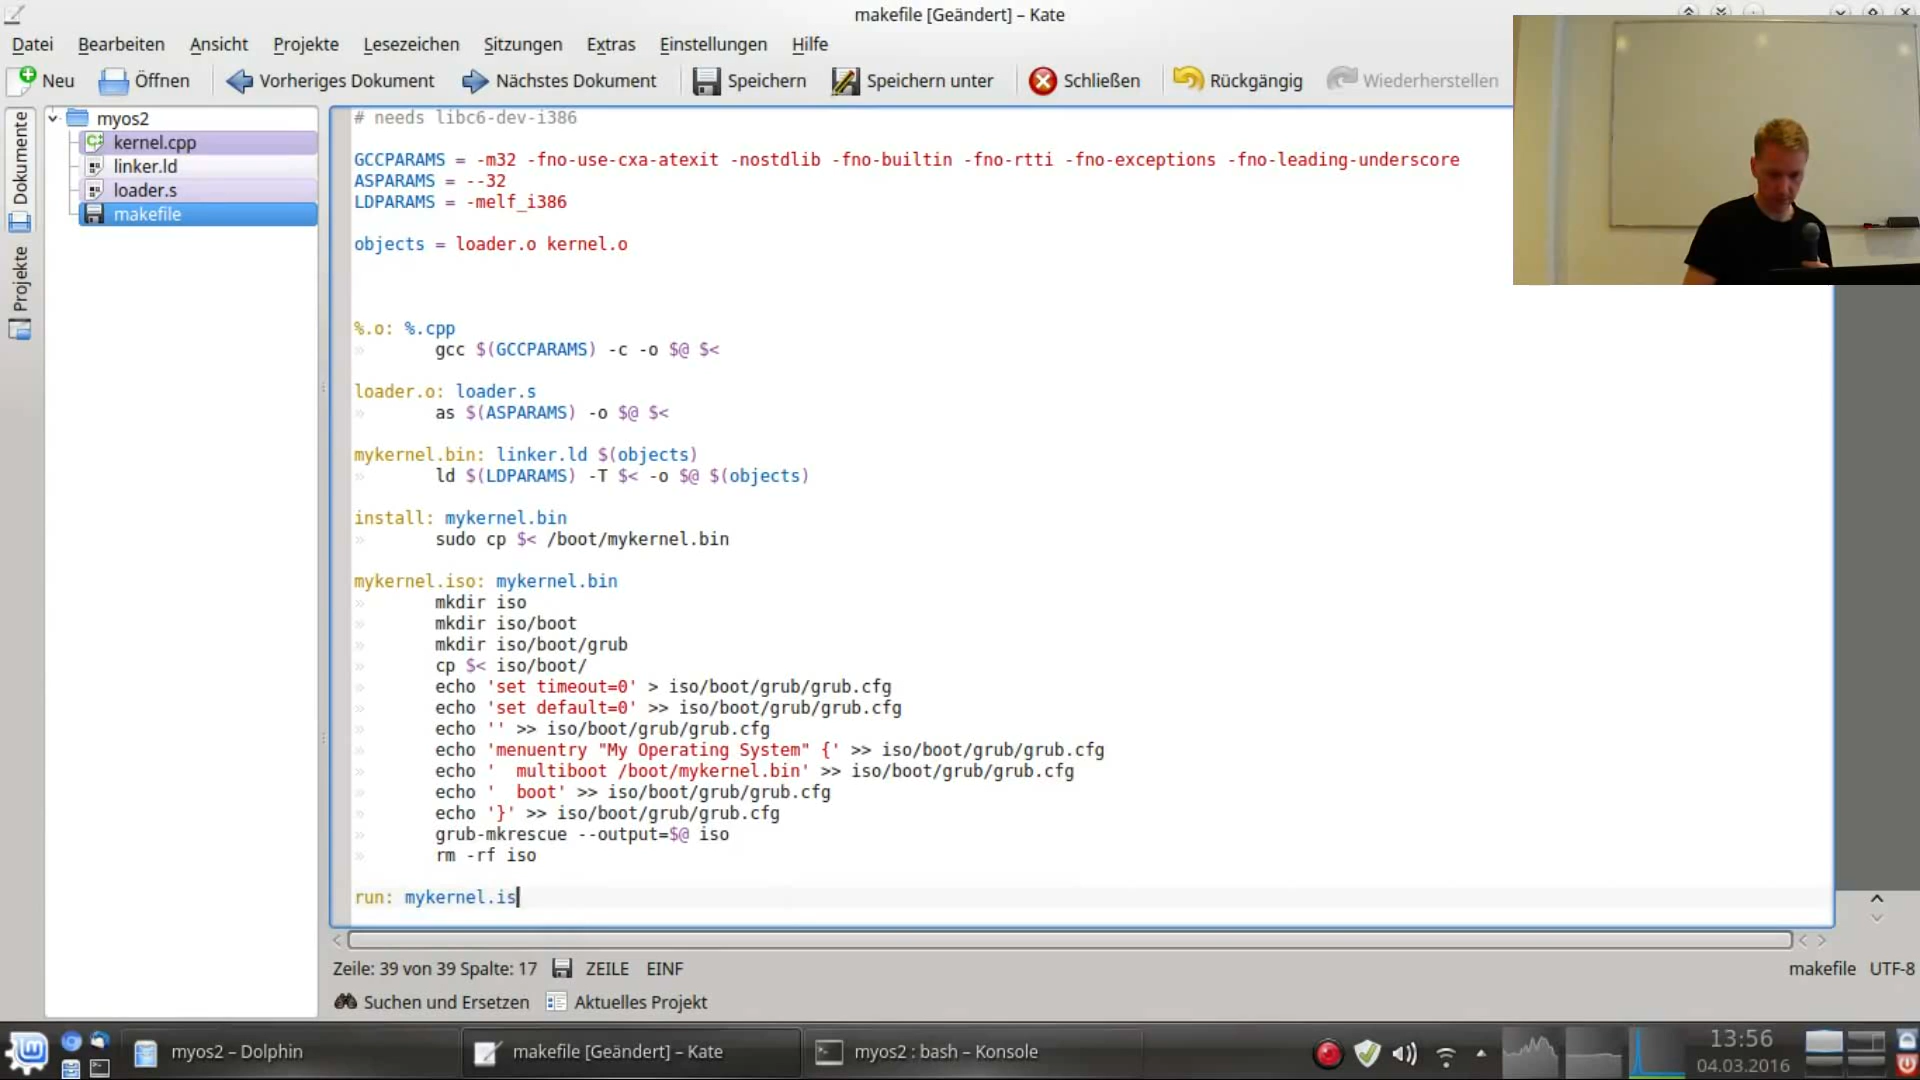 makefile [Geändert] – Kate
Datei Bearbeiten Ansicht Projekte Lesezeichen Sitzungen Extras Einstellungen Hilfe
Neu Öffnen Vorheriges Dokument Nächstes Dokument Speichern Speichern unter Schließen Rückgängig Wiederherstellen
Dokumente
Projekte
myos2
kernel.cpp
linker.ld
loader.s
makefile
# needs libc6-dev-i386
GCCPARAMS = -m32 -fno-use-cxa-atexit -nostdlib -fno-builtin -fno-rtti -fno-exceptions -fno-leading-underscore
ASPARAMS = --32
LDPARAMS = -melf_i386
objects = loader.o kernel.o
%.o: %.cpp
» gcc $(GCCPARAMS) -c -o $@ $<
loader.o: loader.s
» as $(ASPARAMS) -o $@ $<
mykernel.bin: linker.ld $(objects)
» ld $(LDPARAMS) -T $< -o $@ $(objects)
install: mykernel.bin
» sudo cp $< /boot/mykernel.bin
mykernel.iso: mykernel.bin
» mkdir iso
» mkdir iso/boot
» mkdir iso/boot/grub
» cp $< iso/boot/
» echo 'set timeout=0' > iso/boot/grub/grub.cfg
» echo 'set default=0' >> iso/boot/grub/grub.cfg
» echo '' >> iso/boot/grub/grub.cfg
» echo 'menuentry "My Operating System" {' >> iso/boot/grub/grub.cfg
» echo '  multiboot /boot/mykernel.bin' >> iso/boot/grub/grub.cfg
» echo '  boot' >> iso/boot/grub/grub.cfg
» echo '}' >> iso/boot/grub/grub.cfg
» grub-mkrescue --output=$@ iso
» rm -rf iso
run: mykernel.is
Zeile: 39 von 39 Spalte: 17 ZEILE EINF makefile UTF-8
Suchen und Ersetzen Aktuelles Projekt
myos2 – Dolphin makefile [Geändert] – Kate myos2 : bash – Konsole 13:56
04.03.2016